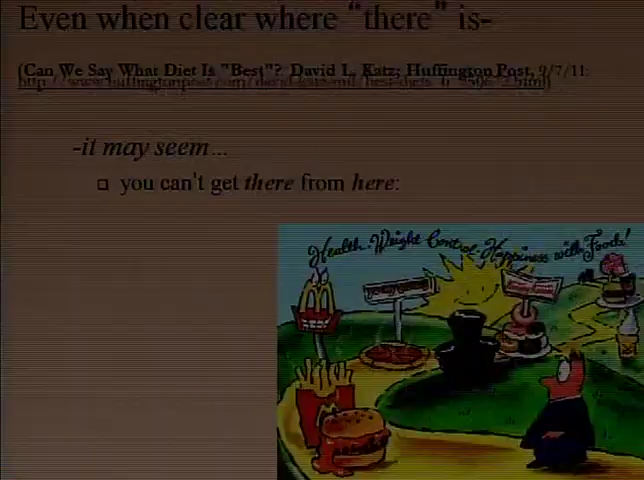 Even when clear where “there” is-
(Can We Say What Diet Is "Best"? David L. Katz; Huffington Post, 9/7/11:
-it may seem…
you can't get there from here:
Health. Weight Control. Happiness with Food!